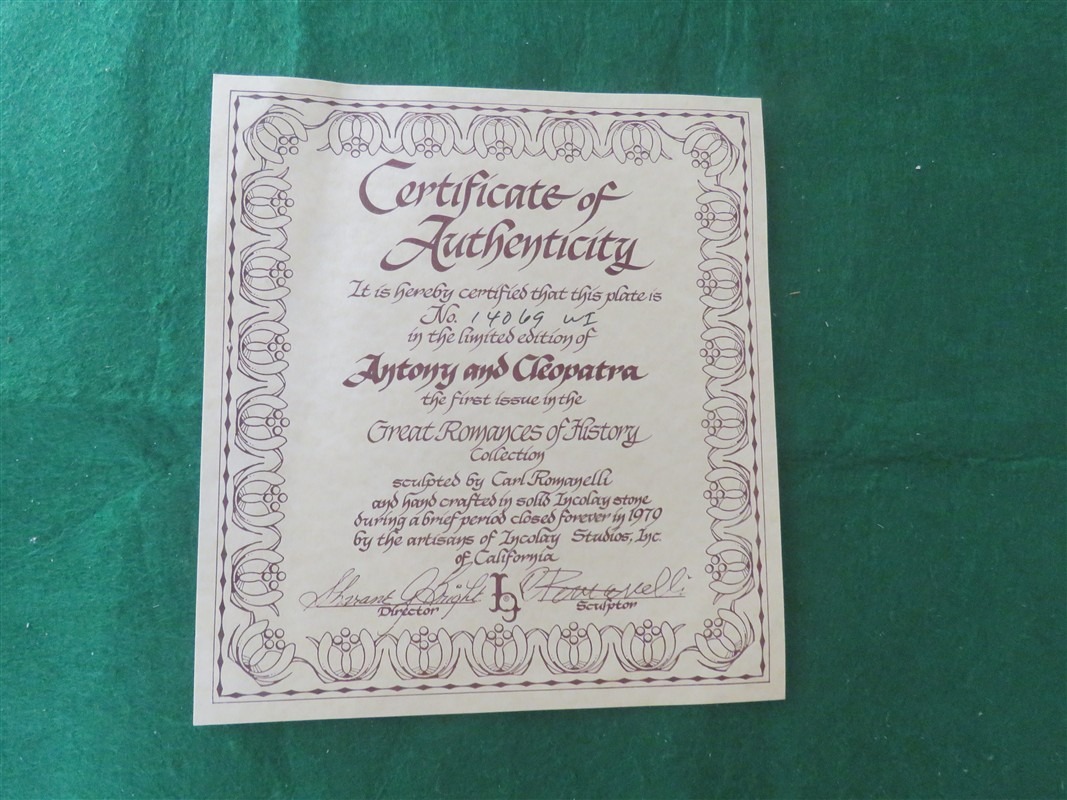 Certificate of
Authenticity
It is hereby certified that this plate is
No. 14069 WI
in the limited edition of
Antony and Cleopatra
the first issue in the
Great Romances of History
Collection
sculpted by Carl Romanelli
and hand crafted in solid Incolay stone
during a brief period closed forever in 1979
by the artisans of Incolay Studios, Inc.
of California
Director
Sculptor